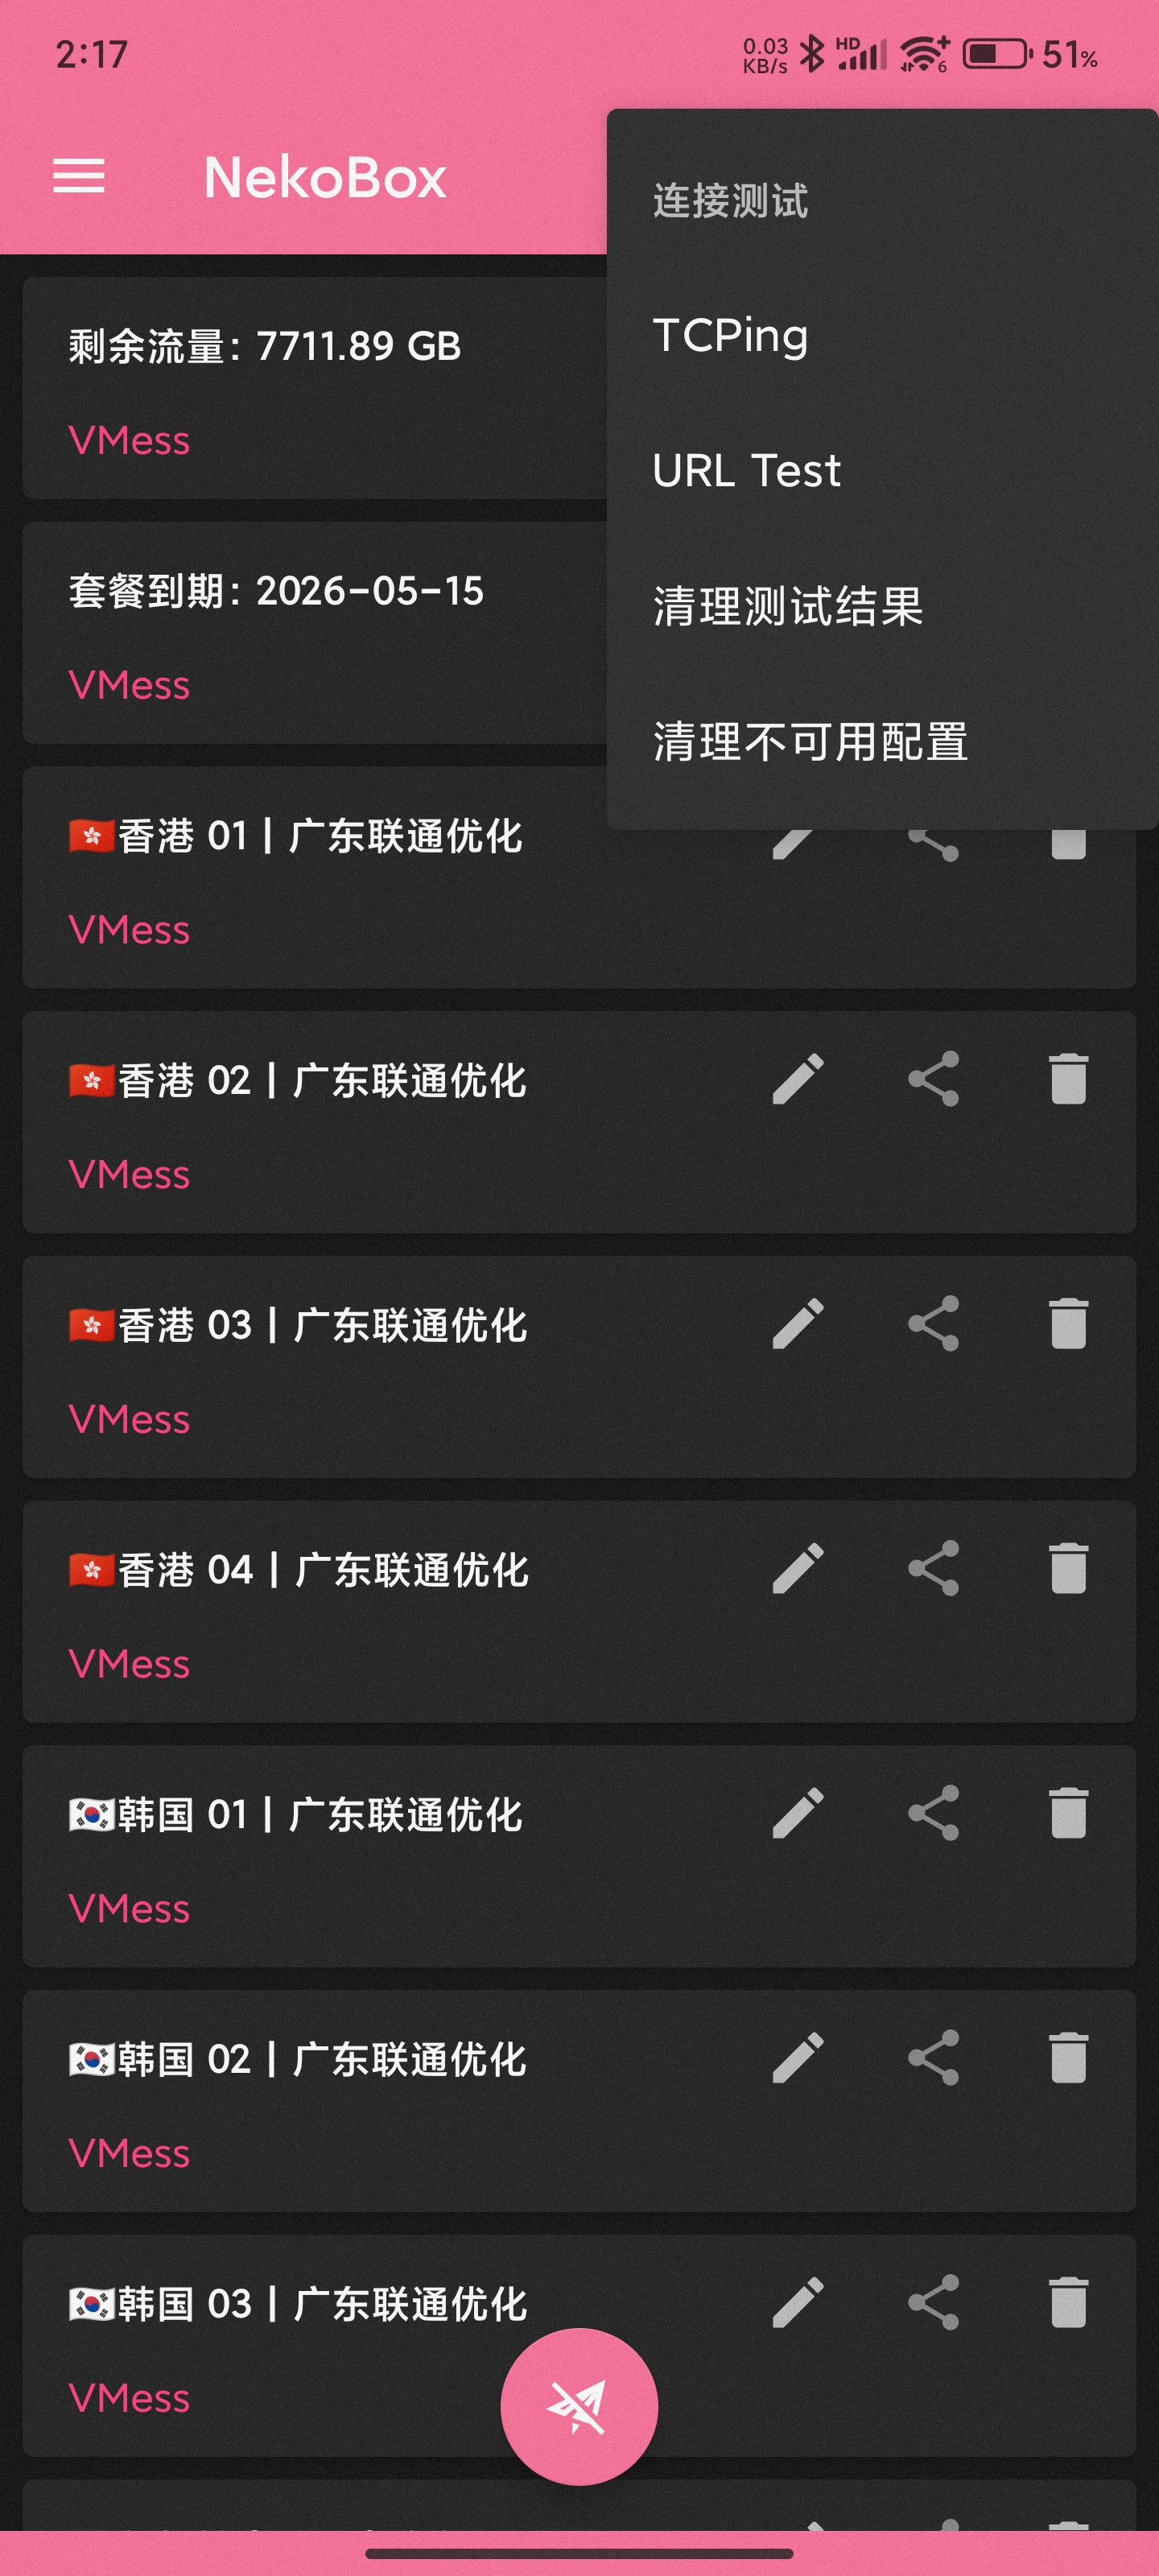 2:17
0.03
KB/s
HD
6
51%
NekoBox
连接测试
TCPing
URL Test
清理测试结果
清理不可用配置
剩余流量: 7711.89 GB
VMess
套餐到期: 2026-05-15
VMess
🇭🇰香港 01 | 广东联通优化
VMess
🇭🇰香港 02 | 广东联通优化
VMess
🇭🇰香港 03 | 广东联通优化
VMess
🇭🇰香港 04 | 广东联通优化
VMess
🇰🇷韩国 01 | 广东联通优化
VMess
🇰🇷韩国 02 | 广东联通优化
VMess
🇰🇷韩国 03 | 广东联通优化
VMess